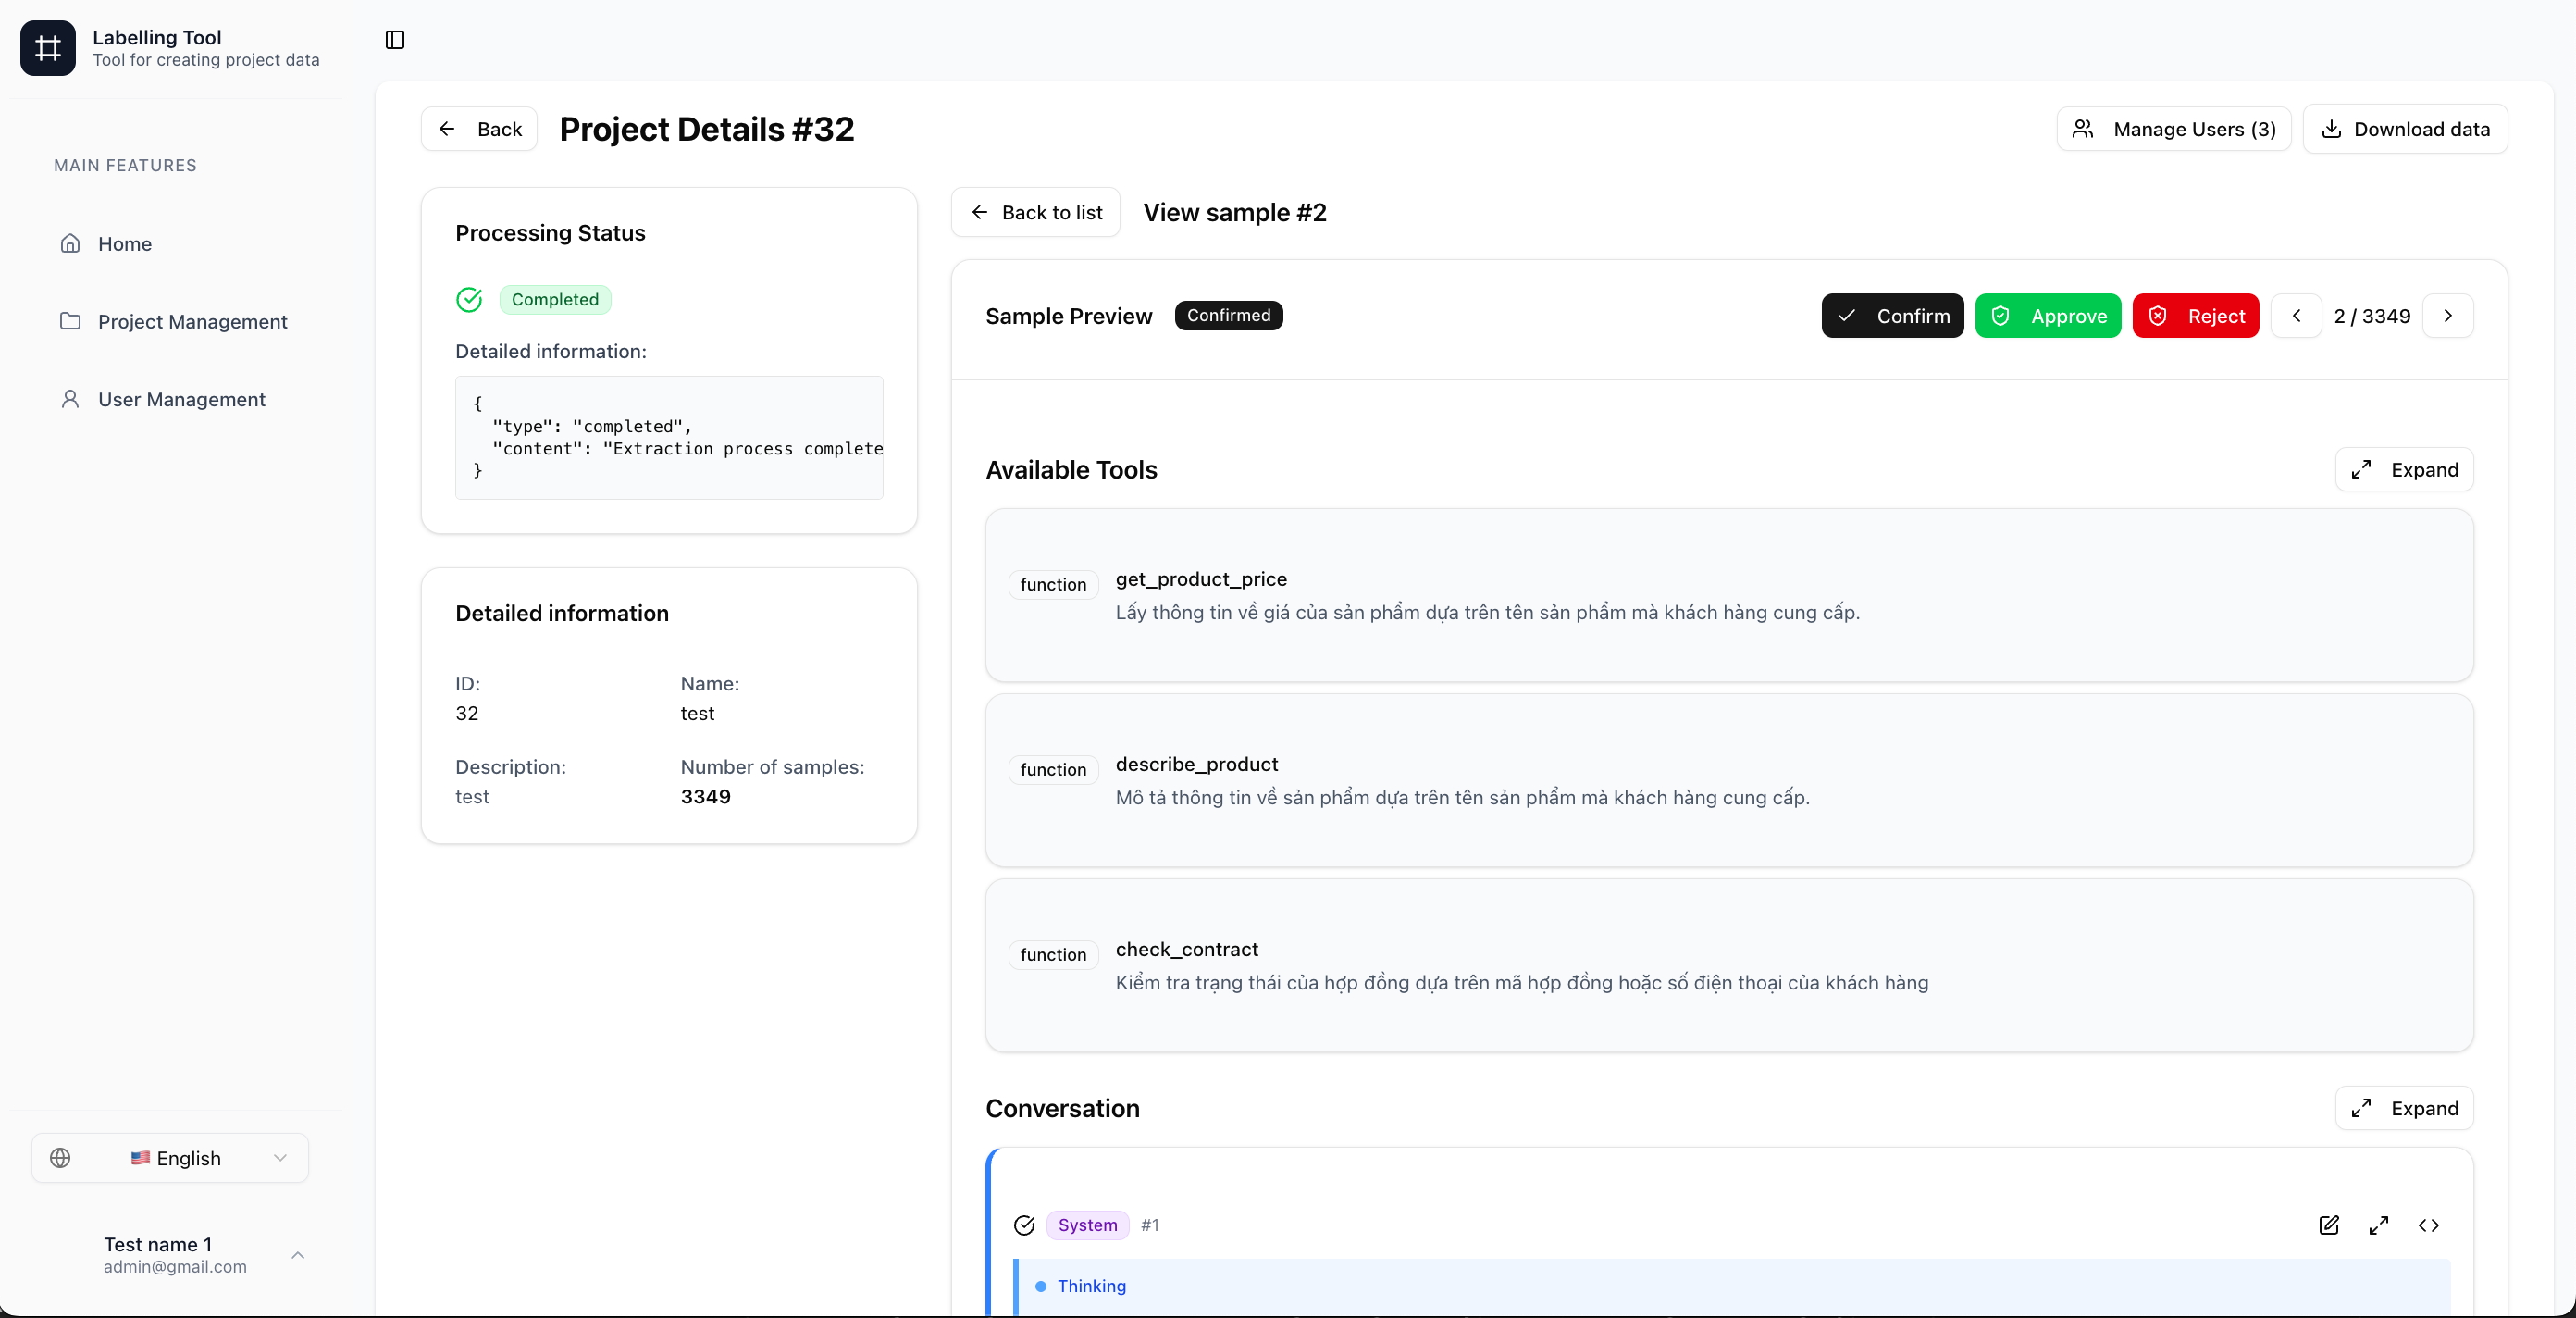 Labelling Tool
Tool for creating project data
MAIN FEATURES
Home
Project Management
User Management
English
Test name 1
admin@gmail.com
Back
Project Details #32
Manage Users (3)
Download data
Processing Status
Completed
Detailed information:
{
"type": "completed",
"content": "Extraction process complete
}
Detailed information
ID:
32
Name:
test
Description:
test
Number of samples:
3349
Back to list
View sample #2
Sample Preview
Confirmed
Confirm
Approve
Reject
2 / 3349
Available Tools
Expand
function
get_product_price
Lấy thông tin về giá của sản phẩm dựa trên tên sản phẩm mà khách hàng cung cấp.
function
describe_product
Mô tả thông tin về sản phẩm dựa trên tên sản phẩm mà khách hàng cung cấp.
function
check_contract
Kiểm tra trạng thái của hợp đồng dựa trên mã hợp đồng hoặc số điện thoại của khách hàng
Conversation
Expand
System
#1
Thinking